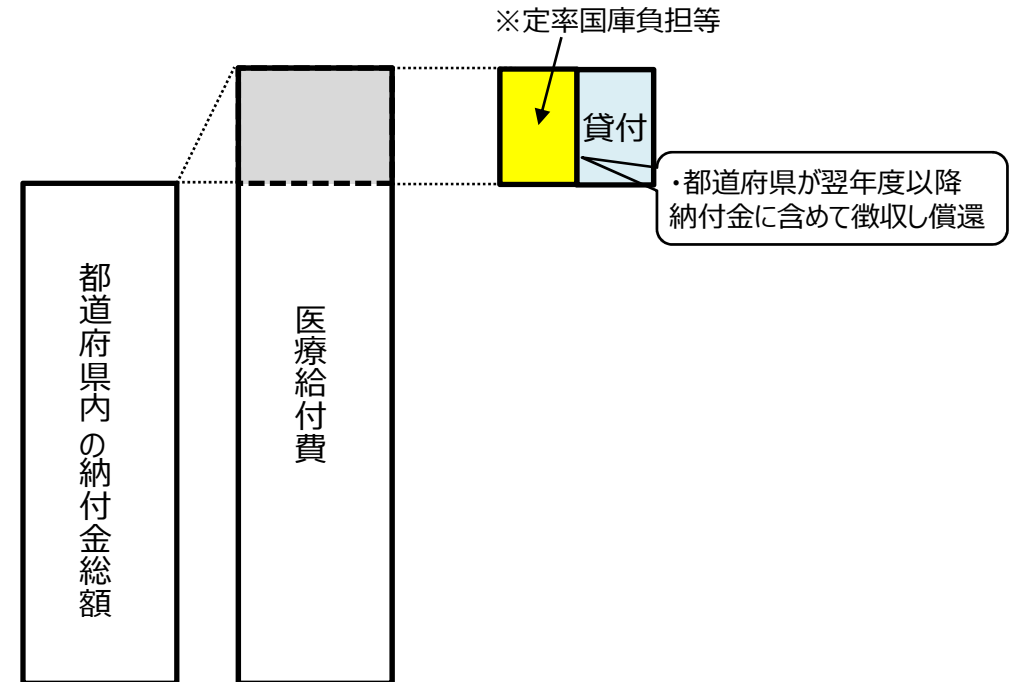 ※定率国庫負担等
貸付
・都道府県が翌年度以降
納付金に含めて徴収し償還
都道府県内の納付金総額
医療給付費